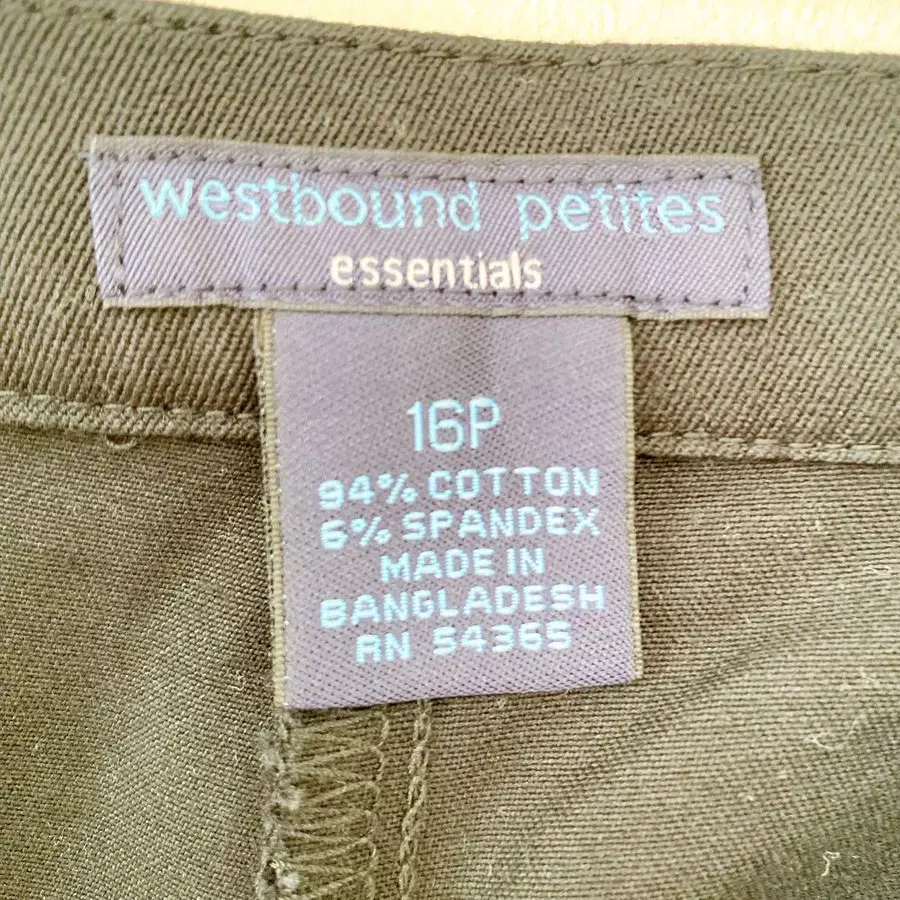 westbound petites
essentials
16P
94% COTTON
6% SPANDEX
MADE IN
BANGLADESH
RN 54365